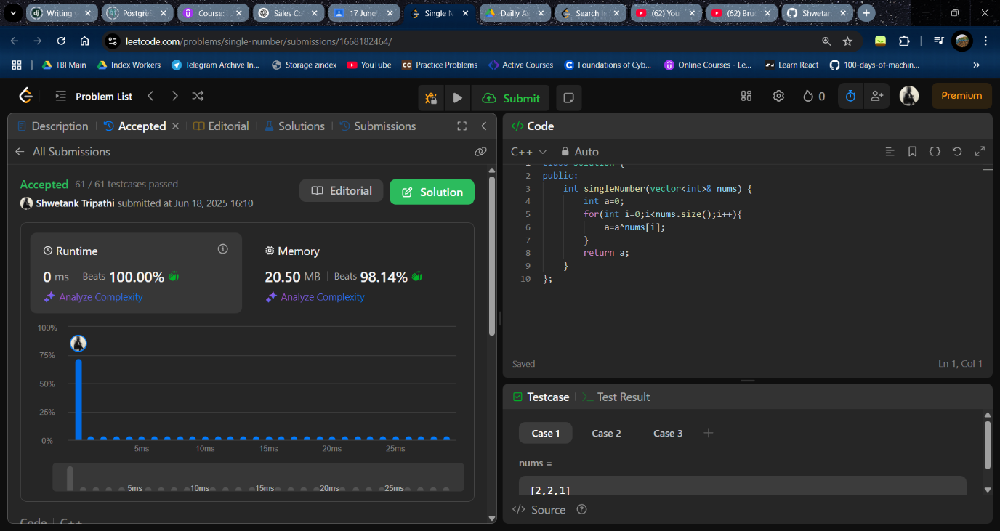 Writing s
PostgreS
Course:
Sales Co
17 June
Single N
Dailly As
Search In
(62) You
(62) Bru
Shwetan
leetcode.com/problems/single-number/submissions/1668182464/
TBI Main
Index Workers
Telegram Archive In...
Storage zindex
YouTube
CC Practice Problems
Active Courses
Foundations of Cyb...
Online Courses - Le...
Learn React
100-days-of-machin...
Problem List
Submit
0
Premium
Description
Accepted
Editorial
Solutions
Submissions
All Submissions
Accepted 61 / 61 testcases passed
Shwetank Tripathi submitted at Jun 18, 2025 16:10
Editorial
Solution
Runtime
0 ms Beats 100.00%
Analyze Complexity
Memory
20.50 MB Beats 98.14%
Analyze Complexity
100%
75%
50%
25%
0%
5ms 10ms 15ms 20ms 25ms
5ms 10ms 15ms 20ms 25ms
Code C++
</> Code
C++ Auto
1 class Solution {
2 public:
3 int singleNumber(vector<int>& nums) {
4 int a=0;
5 for(int i=0;i<nums.size();i++){
6 a=a^nums[i];
7 }
8 return a;
9 }
10 };
Saved
Ln 1, Col 1
Testcase
Test Result
Case 1 Case 2 Case 3
nums =
[2,2,1]
</> Source